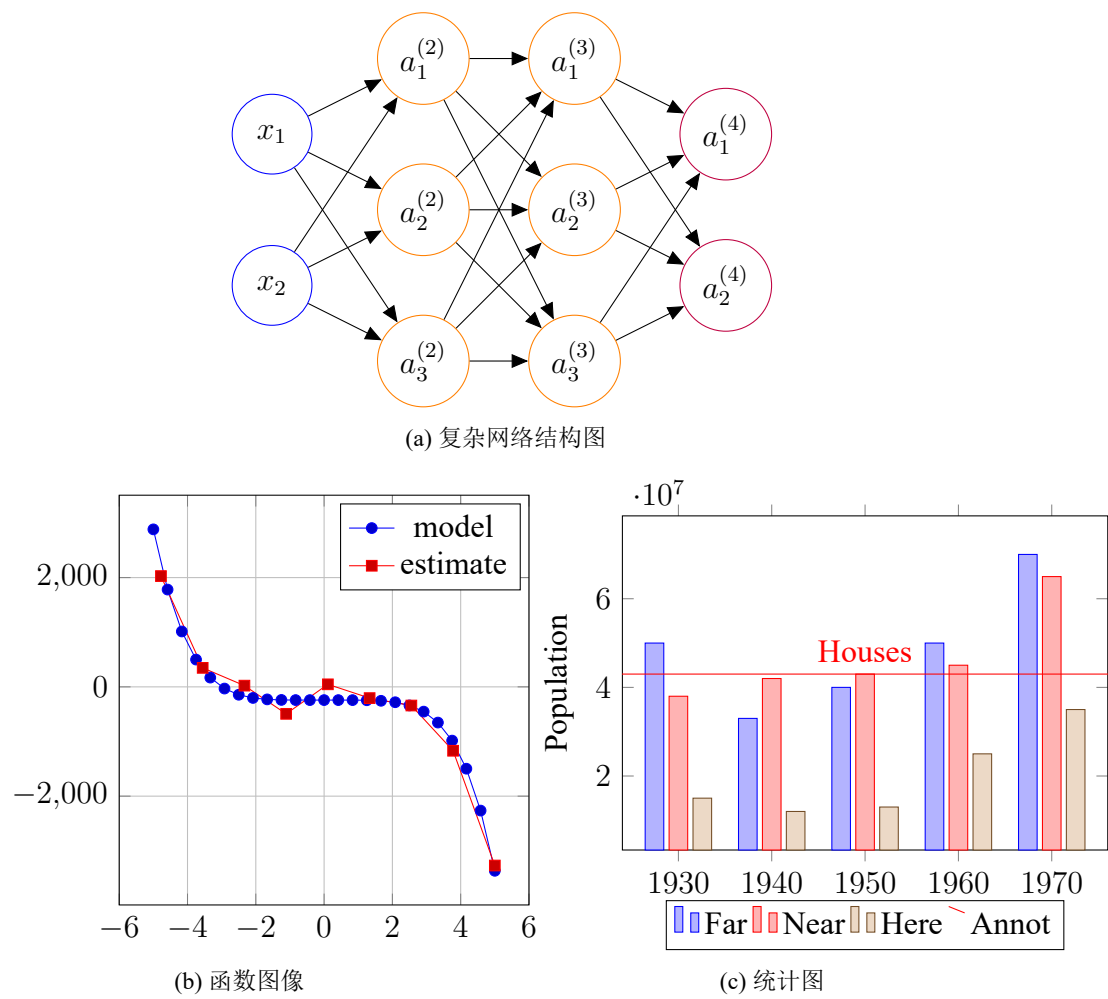 a_1^{(2)} a_1^{(3)}
x_1 a_1^{(4)}
a_2^{(2)} a_2^{(3)}
x_2 a_2^{(4)}
a_3^{(2)} a_3^{(3)}
(a) 复杂网络结构图
model
estimate
2,000
0
−2,000
−6 −4 −2 0 2 4 6
(b) 函数图像
·10^7
6
4
2
Population
Houses
1930 1940 1950 1960 1970
Far Near Here Annot
(c) 统计图